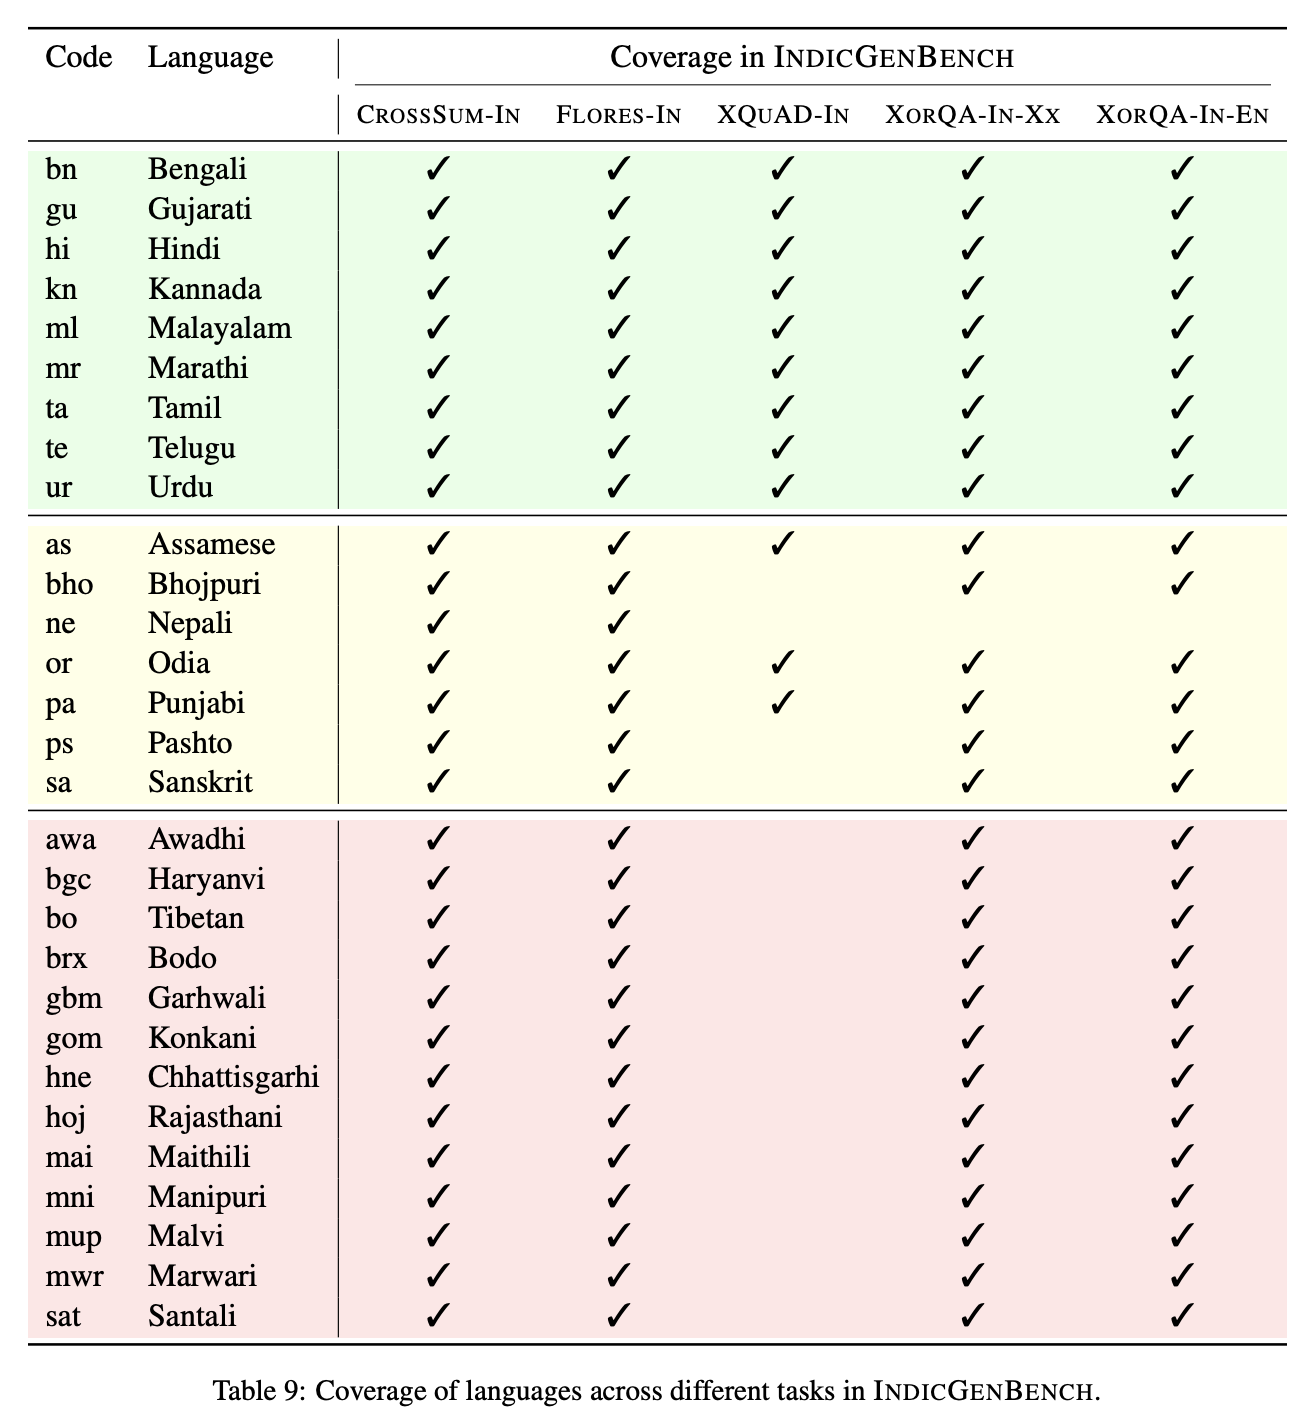 Code Language Coverage in INDICGENBENCH
CROSSSUM-IN FLORES-IN XQUAD-IN XORQA-IN-XX XORQA-IN-EN
bn Bengali ✓ ✓ ✓ ✓ ✓
gu Gujarati ✓ ✓ ✓ ✓ ✓
hi Hindi ✓ ✓ ✓ ✓ ✓
kn Kannada ✓ ✓ ✓ ✓ ✓
ml Malayalam ✓ ✓ ✓ ✓ ✓
mr Marathi ✓ ✓ ✓ ✓ ✓
ta Tamil ✓ ✓ ✓ ✓ ✓
te Telugu ✓ ✓ ✓ ✓ ✓
ur Urdu ✓ ✓ ✓ ✓ ✓
as Assamese ✓ ✓ ✓ ✓ ✓
bho Bhojpuri ✓ ✓ ✓ ✓
ne Nepali ✓ ✓
or Odia ✓ ✓ ✓ ✓ ✓
pa Punjabi ✓ ✓ ✓ ✓ ✓
ps Pashto ✓ ✓ ✓ ✓
sa Sanskrit ✓ ✓ ✓ ✓
awa Awadhi ✓ ✓ ✓ ✓
bgc Haryanvi ✓ ✓ ✓ ✓
bo Tibetan ✓ ✓ ✓ ✓
brx Bodo ✓ ✓ ✓ ✓
gbm Garhwali ✓ ✓ ✓ ✓
gom Konkani ✓ ✓ ✓ ✓
hne Chhattisgarhi ✓ ✓ ✓ ✓
hoj Rajasthani ✓ ✓ ✓ ✓
mai Maithili ✓ ✓ ✓ ✓
mni Manipuri ✓ ✓ ✓ ✓
mup Malvi ✓ ✓ ✓ ✓
mwr Marwari ✓ ✓ ✓ ✓
sat Santali ✓ ✓ ✓ ✓
Table 9: Coverage of languages across different tasks in INDICGENBENCH.